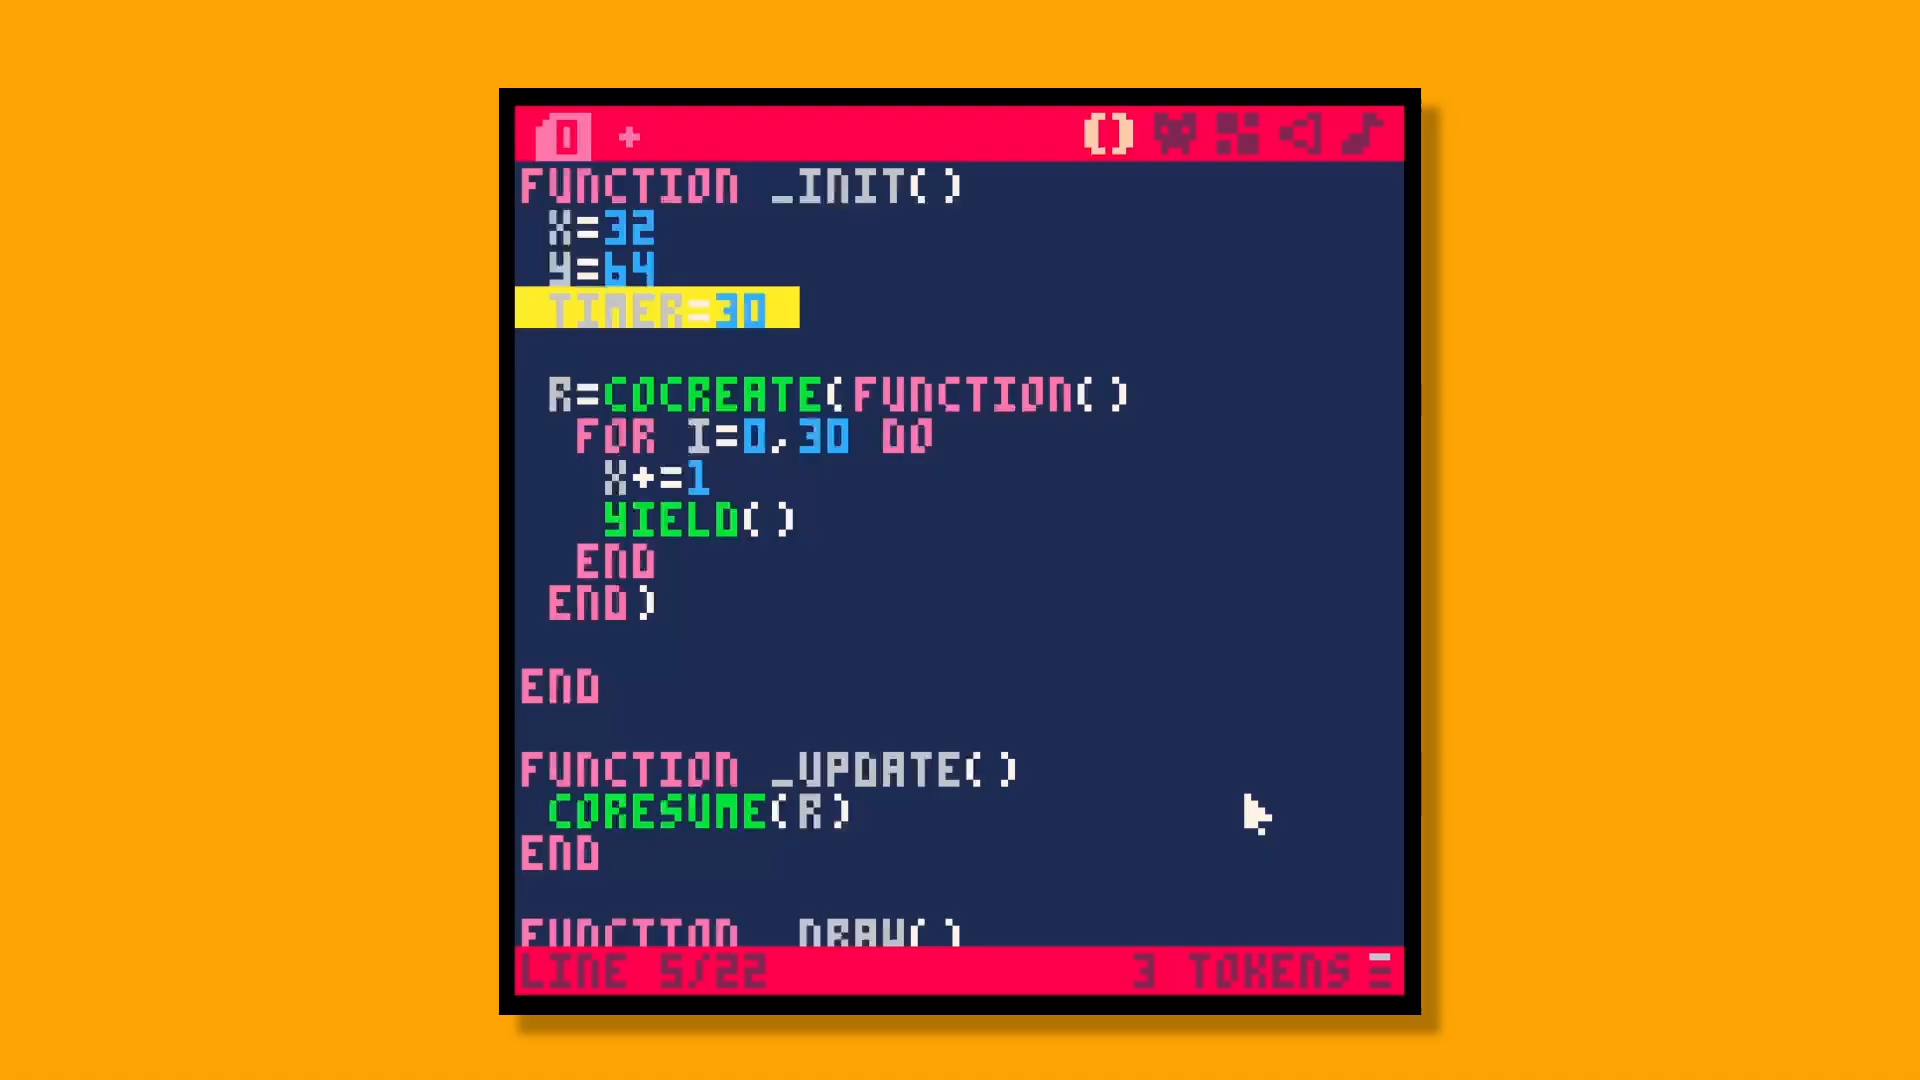 0 +
FUNCTION _INIT()
X=32
Y=64
TIMER=30
R=COCREATE(FUNCTION()
FOR I=0,30 DO
X+=1
YIELD()
END
END)
END
FUNCTION _UPDATE()
CORESUME(R)
END
FUNCTION _DRAW()
LINE 5/22 3 TOKENS